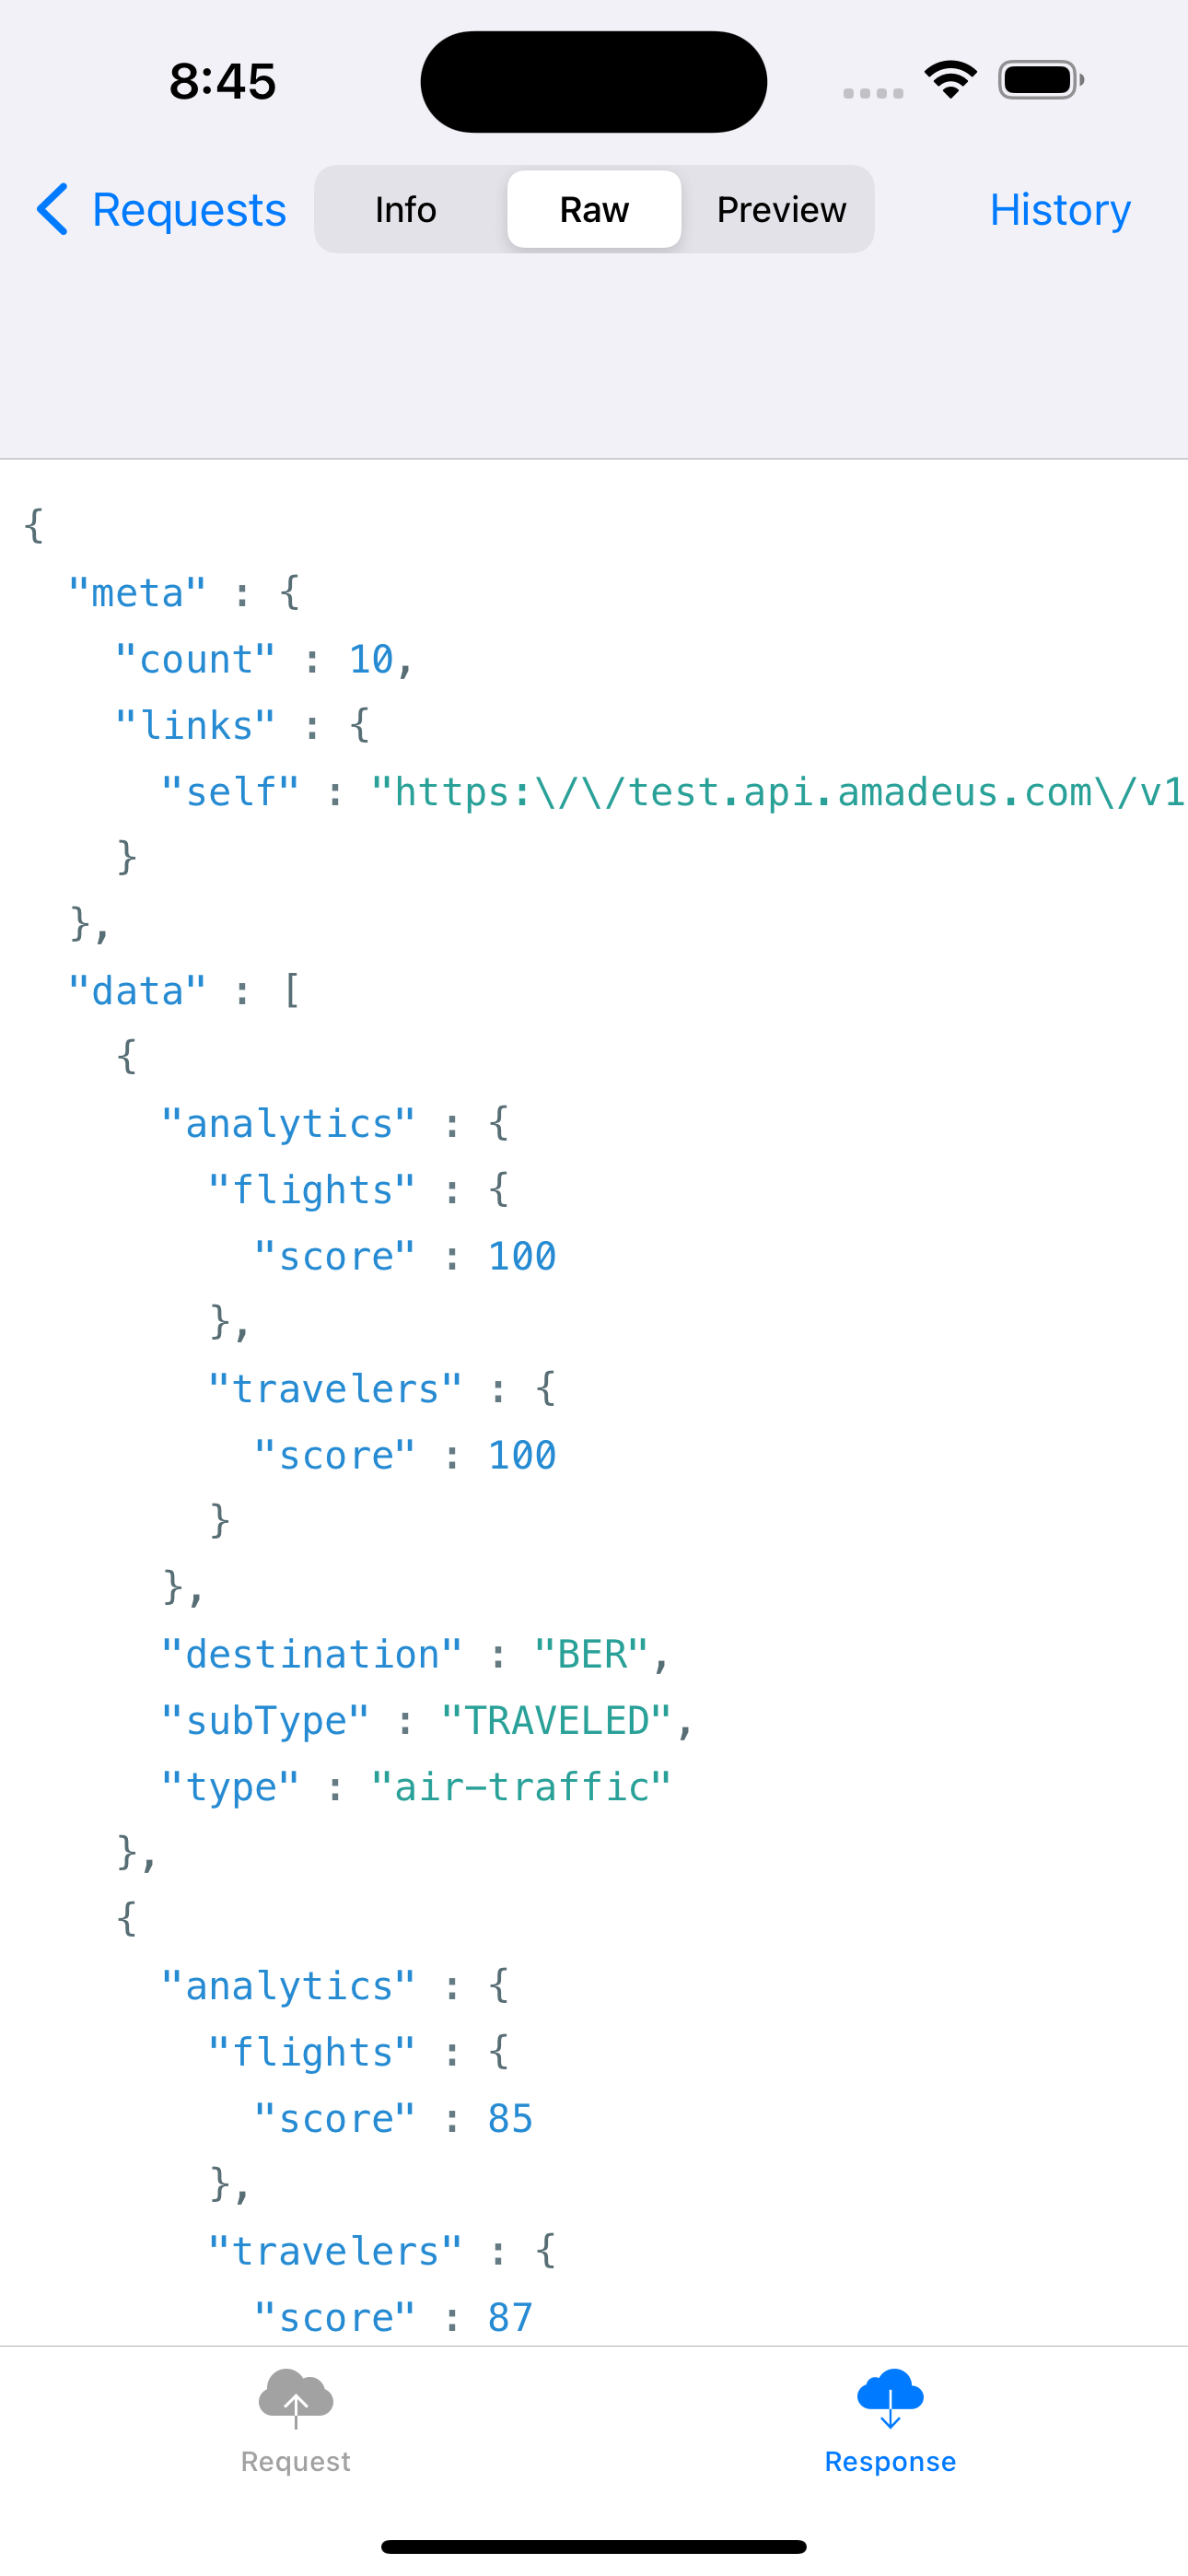 8:45
Requests Info Raw Preview History
{
  "meta" : {
    "count" : 10,
    "links" : {
      "self" : "https:\/\/test.api.amadeus.com\/v1
    }
  },
  "data" : [
    {
      "analytics" : {
        "flights" : {
          "score" : 100
        },
        "travelers" : {
          "score" : 100
        }
      },
      "destination" : "BER",
      "subType" : "TRAVELED",
      "type" : "air-traffic"
    },
    {
      "analytics" : {
        "flights" : {
          "score" : 85
        },
        "travelers" : {
          "score" : 87
Request Response